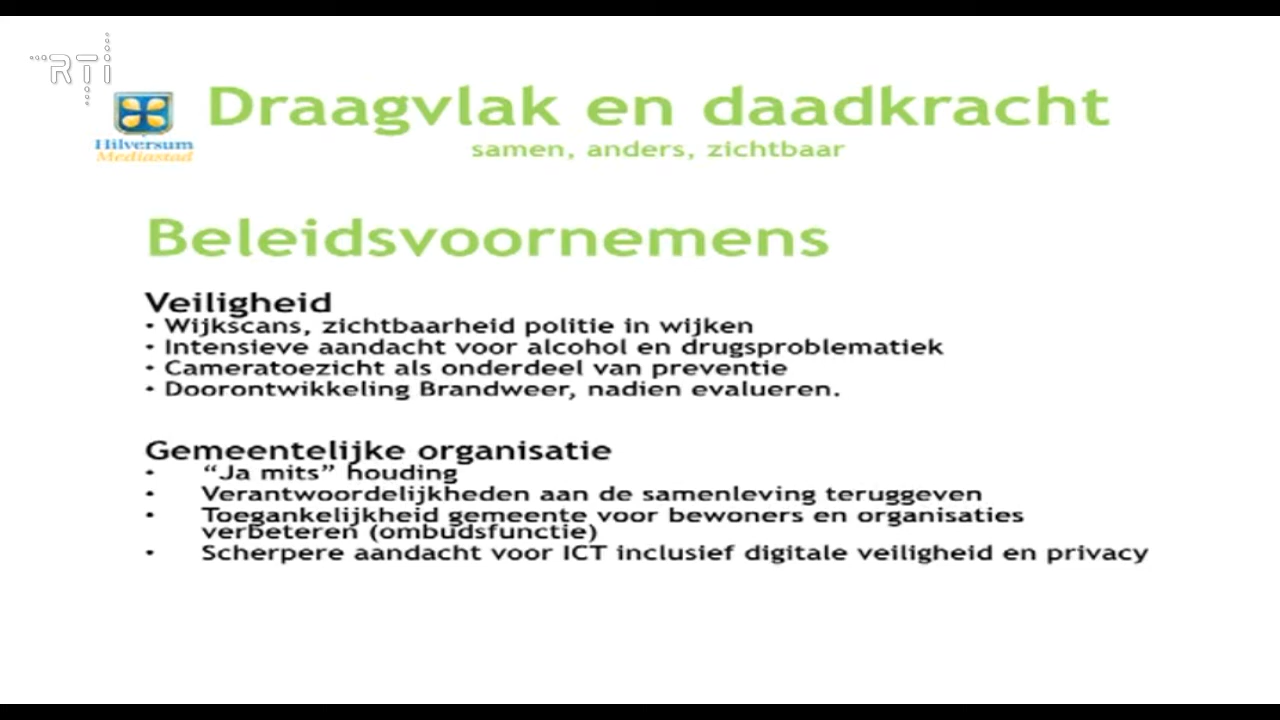 RTi
Draagvlak en daadkracht
samen, anders, zichtbaar
Hilversum
Mediastad
Beleidsvoornemens
Veiligheid
• Wijkscans, zichtbaarheid politie in wijken
• Intensieve aandacht voor alcohol en drugsproblematiek
• Cameratoezicht als onderdeel van preventie
• Doorontwikkeling Brandweer, nadien evalueren.
Gemeentelijke organisatie
• “Ja mits” houding
• Verantwoordelijkheden aan de samenleving teruggeven
• Toegankelijkheid gemeente voor bewoners en organisaties
verbeteren (ombudsfunctie)
• Scherpere aandacht voor ICT inclusief digitale veiligheid en privacy